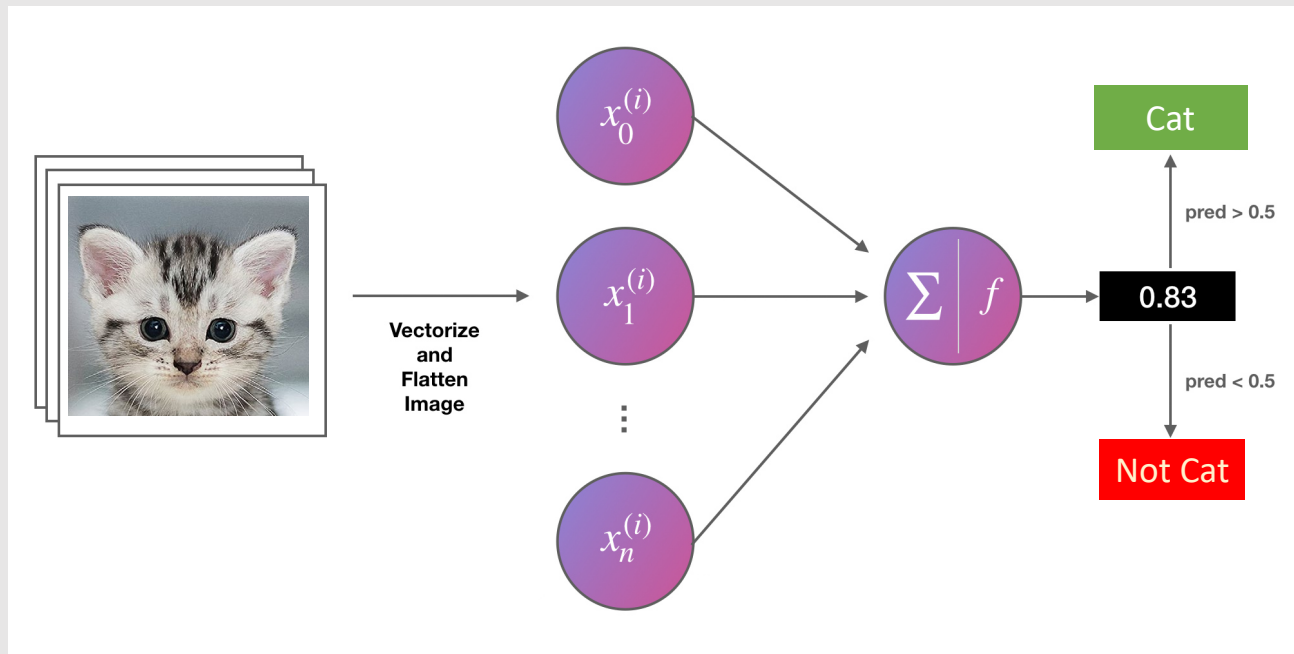 Vectorize
and
Flatten
Image
x_0^{(i)}
x_1^{(i)}
⋮
x_n^{(i)}
∑ | f
0.83
pred > 0.5
Cat
pred < 0.5
Not Cat